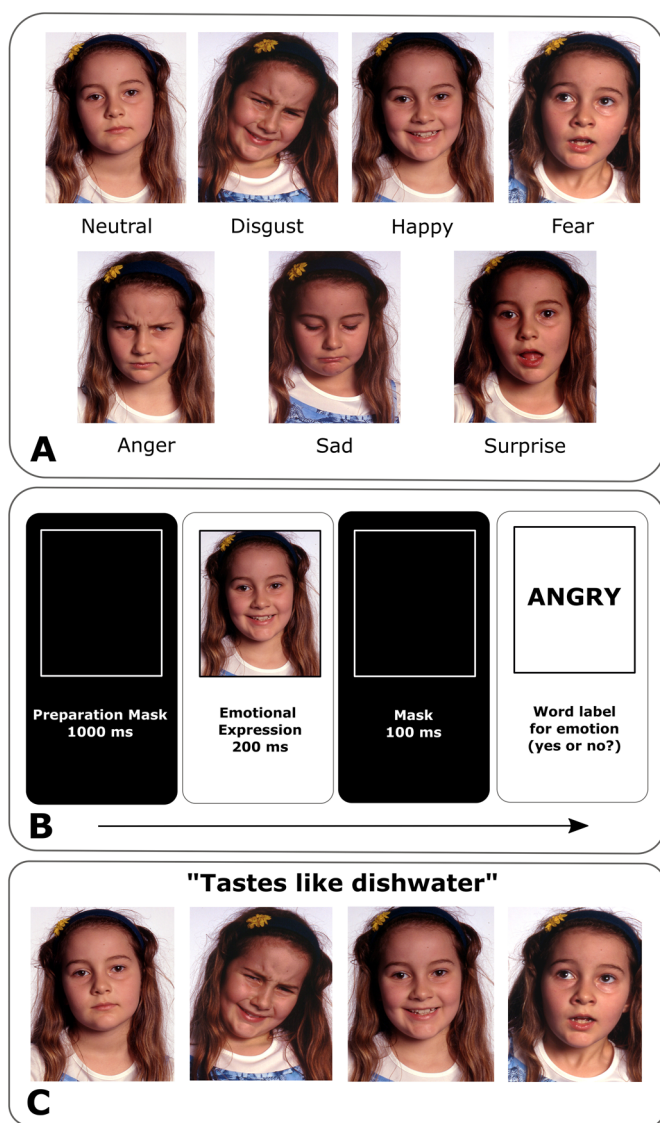 Neutral Disgust Happy Fear
Anger Sad Surprise
A
ANGRY
Preparation Mask
1000 ms
Emotional
Expression
200 ms
Mask
100 ms
Word label
for emotion
(yes or no?)
B
"Tastes like dishwater"
C